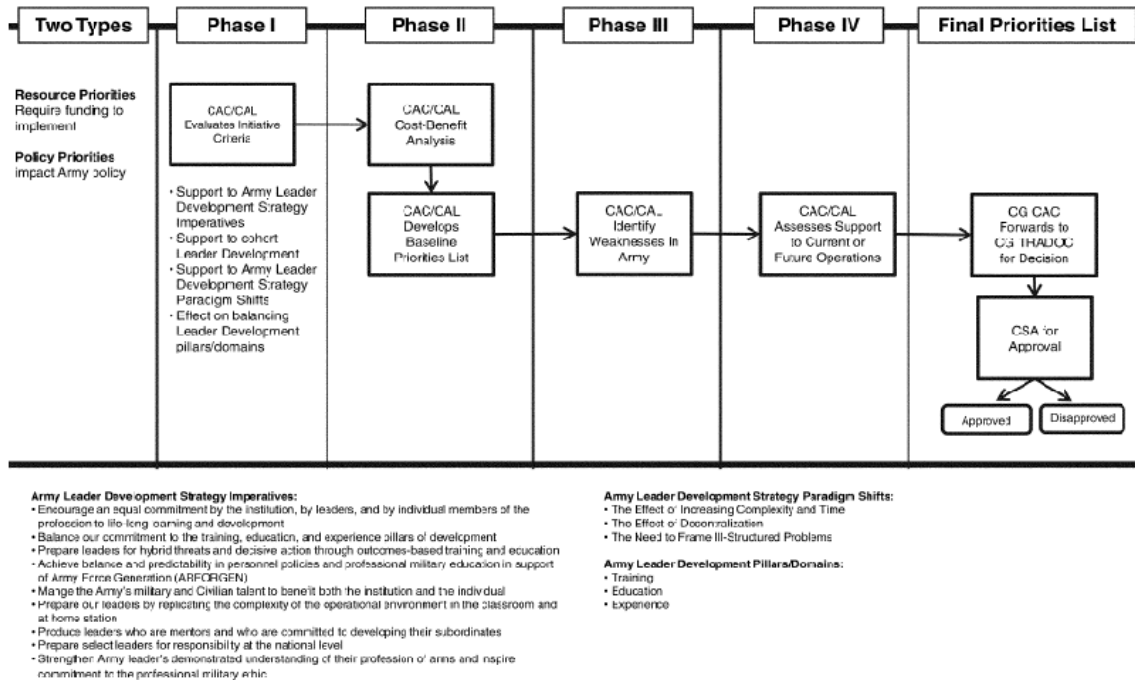 Two Types
Phase I
Phase II
Phase III
Phase IV
Final Priorities List
Resource Priorities
Require funding to
implement
Policy Priorities
impact Army policy
CAC/CAL
Evaluates Initiative
Criteria
• Support to Army Leader
Development Strategy
Imperatives
• Support to cohort
Leader Development
• Support to Army Leader
Development Strategy
Paradigm Shifts
• Effect on balancing
Leader Development
pillars/domains
CAC/CAL
Cost-Benefit
Analysis
CAC/CAL
Develops
Baseline
Priorities List
CAC/CAL
Identify
Weaknesses In
Army
CAC/CAL
Assesses Support
to Current or
Future Operations
CG CAC
Forwards to
CG TRADOC
for Decision
CSA for
Approval
Approved
Disapproved
Army Leader Development Strategy Imperatives:
• Encourage an equal commitment by the institution, by leaders, and by individual members of the
profession to life-long learning and development
• Balance our commitment to the training, education, and experience pillars of development
• Prepare leaders for hybrid threats and decisive action through outcomes-based training and education
• Achieve balance and predictability in personnel policies and professional military education in support
of Army Force Generation (ARFORGEN)
• Mange the Army's military and Civilian talent to benefit both the institution and the individual
• Prepare our leaders by replicating the complexity of the operational environment in the classroom and
at home station
• Produce leaders who are mentors and who are committed to developing their subordinates
• Prepare select leaders for responsibility at the national level
• Strengthen Army leader's demonstrated understanding of their profession of arms and inspire
commitment to the professional military ethic
Army Leader Development Strategy Paradigm Shifts:
• The Effect of Increasing Complexity and Time
• The Effect of Decentralization
• The Need to Frame Ill-Structured Problems
Army Leader Development Pillars/Domains:
• Training
• Education
• Experience